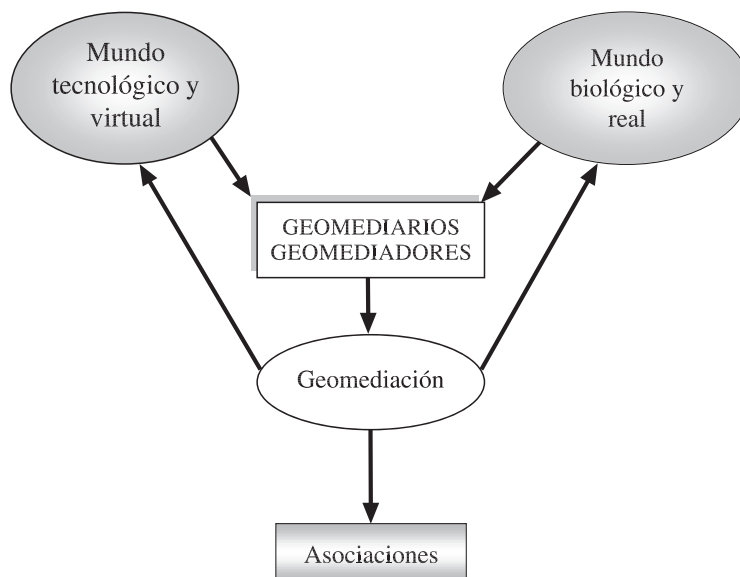 Mundo
tecnológico y
virtual
Mundo
biológico y
real
GEOMEDIARIOS
GEOMEDIADORES
Geomediación
Asociaciones